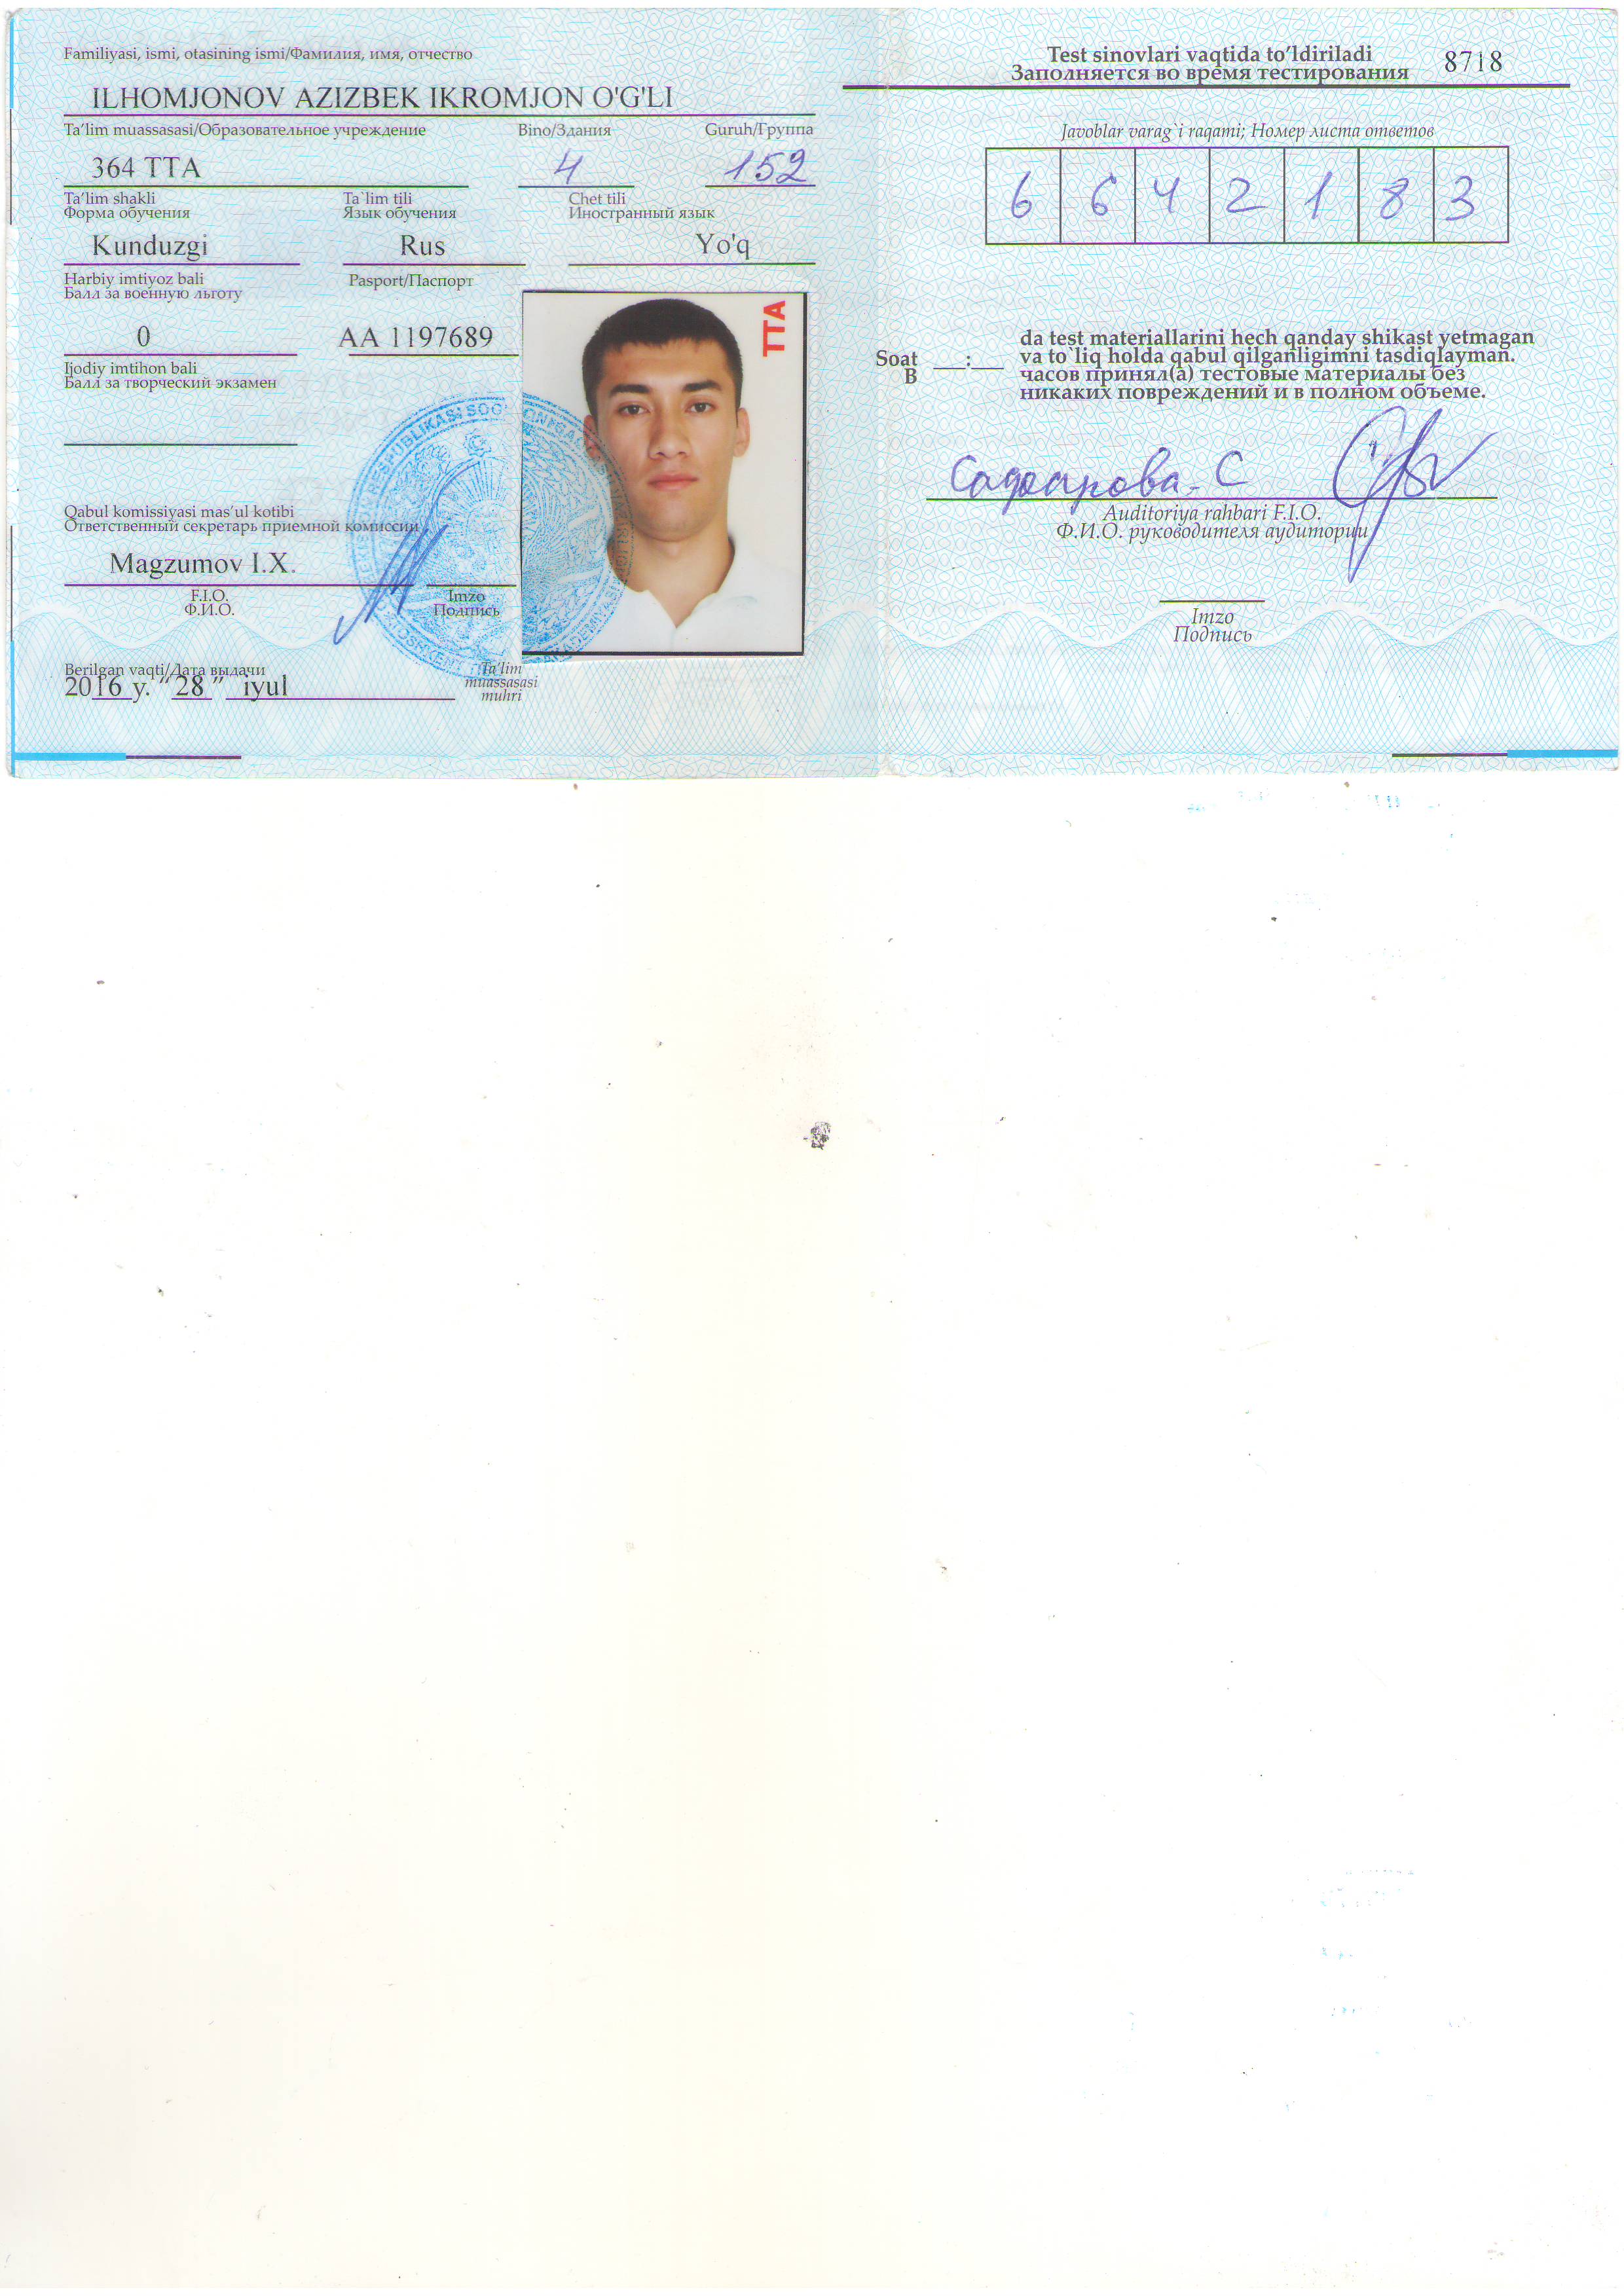 Familiyasi, ismi, otasining ismi/Фамилия, имя, отчество
ILHOMJONOV AZIZBEK IKROMJON O'G'LI
Ta’lim muassasasi/Образовательное учреждение Bino/Здания Guruh/Группа
364 TTA 4 152
Ta’lim shakli Ta`lim tili Chet tili
Форма обучения Язык обучения Иностранный язык
Kunduzgi Rus Yo'q
Harbiy imtiyoz bali Pasport/Паспорт
Балл за военную льготу
0 AA 1197689
Ijodiy imtihon bali
Балл за творческий экзамен
TTA
Qabul komissiyasi mas’ul kotibi
Ответственный секретарь приемной комиссии
Magzumov I.X.
F.I.O. Imzo
Ф.И.О. Подпись
Berilgan vaqti/Дата выдачи
2016 y. “28” iyul
Ta’lim
muassasasi
muhri
Test sinovlari vaqtida to’ldiriladi 8718
Заполняется во время тестирования
Javoblar varag`i raqami; Номер листа ответов
6 6 4 2 1 8 3
da test materiallarini hech qanday shikast yetmagan
Soat __:__ va to`liq holda qabul qilganligimni tasdiqlayman.
В часов принял(а) тестовые материалы без
никаких повреждений и в полном объеме.
С
Auditoriya rahbari F.I.O.
Ф.И.О. руководителя аудитории
Imzo
Подпись